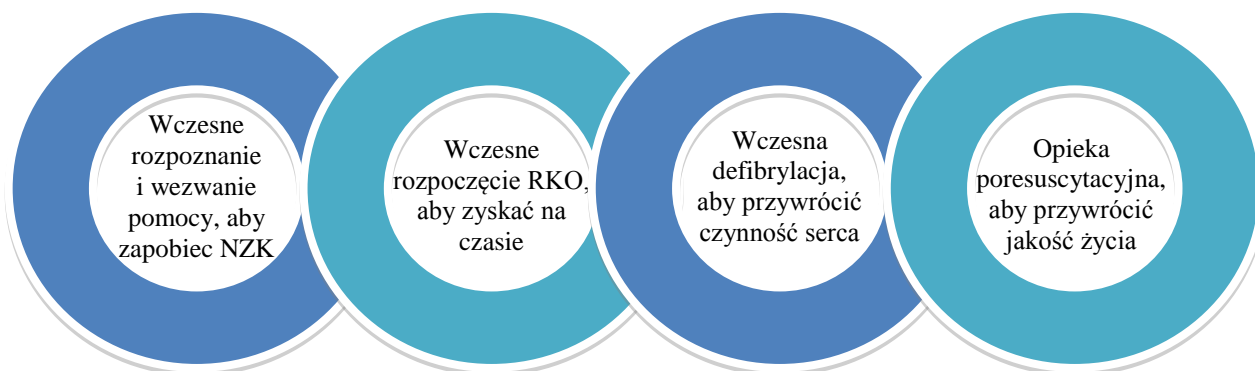 Wczesne
rozpoznanie
i wezwanie
pomocy, aby
zapobiec NZK
Wczesne
rozpoczęcie RKO,
aby zyskać na
czasie
Wczesna
defibrylacja,
aby przywrócić
czynność serca
Opieka
poresuscytacyjna,
aby przywrócić
jakość życia